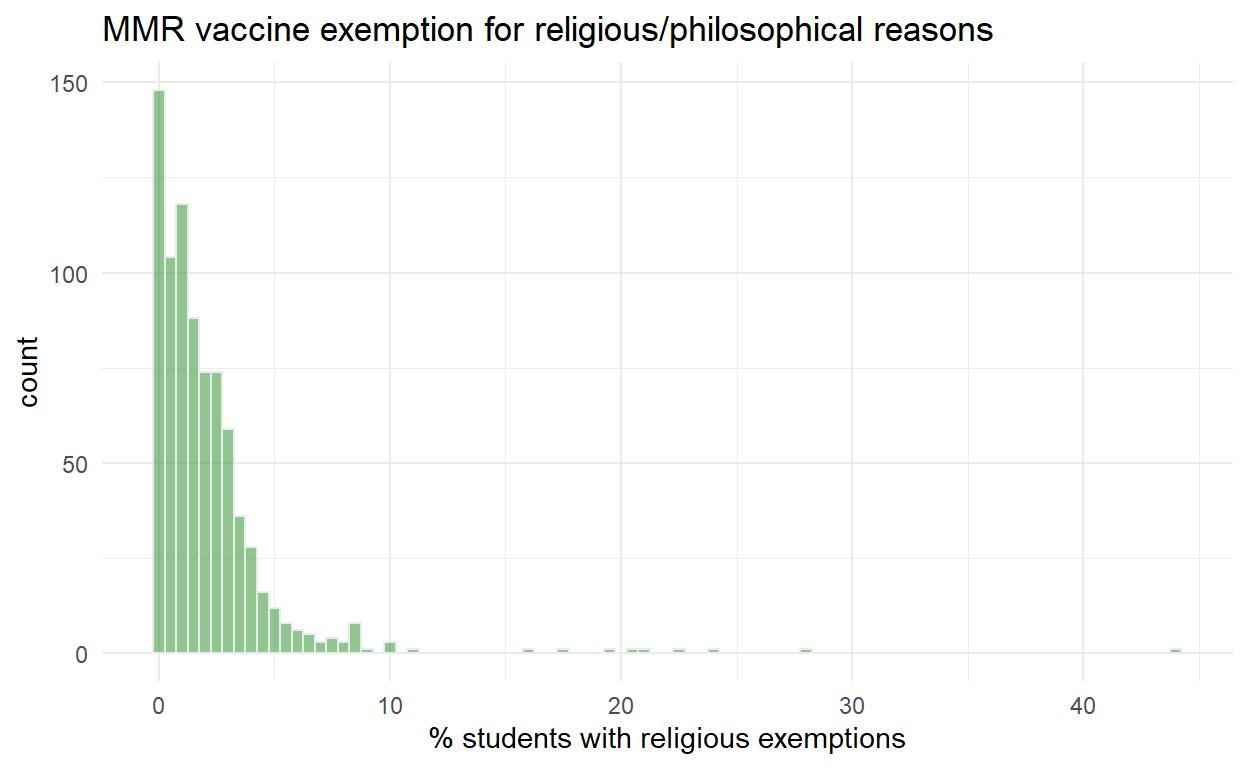 MMR vaccine exemption for religious/philosophical reasons
150
100
50
0
count
0 10 20 30 40
% students with religious exemptions